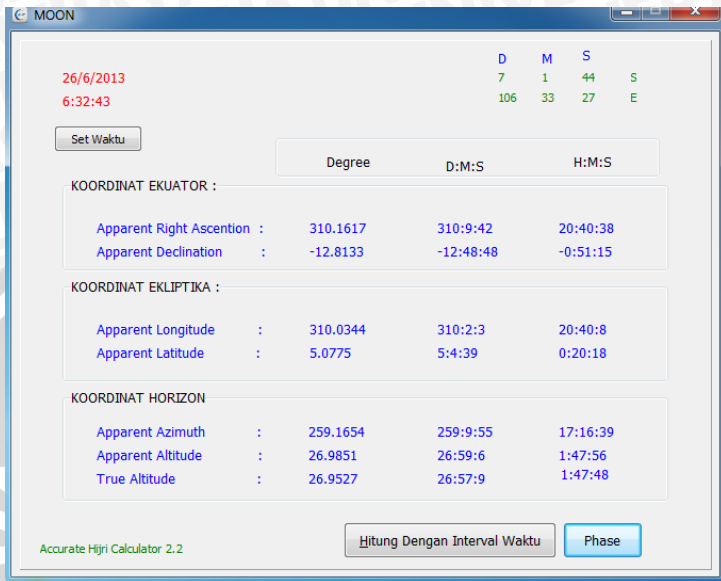 MOON
D M S
26/6/2013 7 1 44 S
6:32:43 106 33 27 E
Set Waktu
Degree D:M:S H:M:S
KOORDINAT EKUATOR :
Apparent Right Ascention : 310.1617 310:9:42 20:40:38
Apparent Declination : -12.8133 -12:48:48 -0:51:15
KOORDINAT EKLIPTIKA :
Apparent Longitude : 310.0344 310:2:3 20:40:8
Apparent Latitude : 5.0775 5:4:39 0:20:18
KOORDINAT HORIZON
Apparent Azimuth : 259.1654 259:9:55 17:16:39
Apparent Altitude : 26.9851 26:59:6 1:47:56
True Altitude : 26.9527 26:57:9 1:47:48
Accurate Hijri Calculator 2.2 Hitung Dengan Interval Waktu Phase